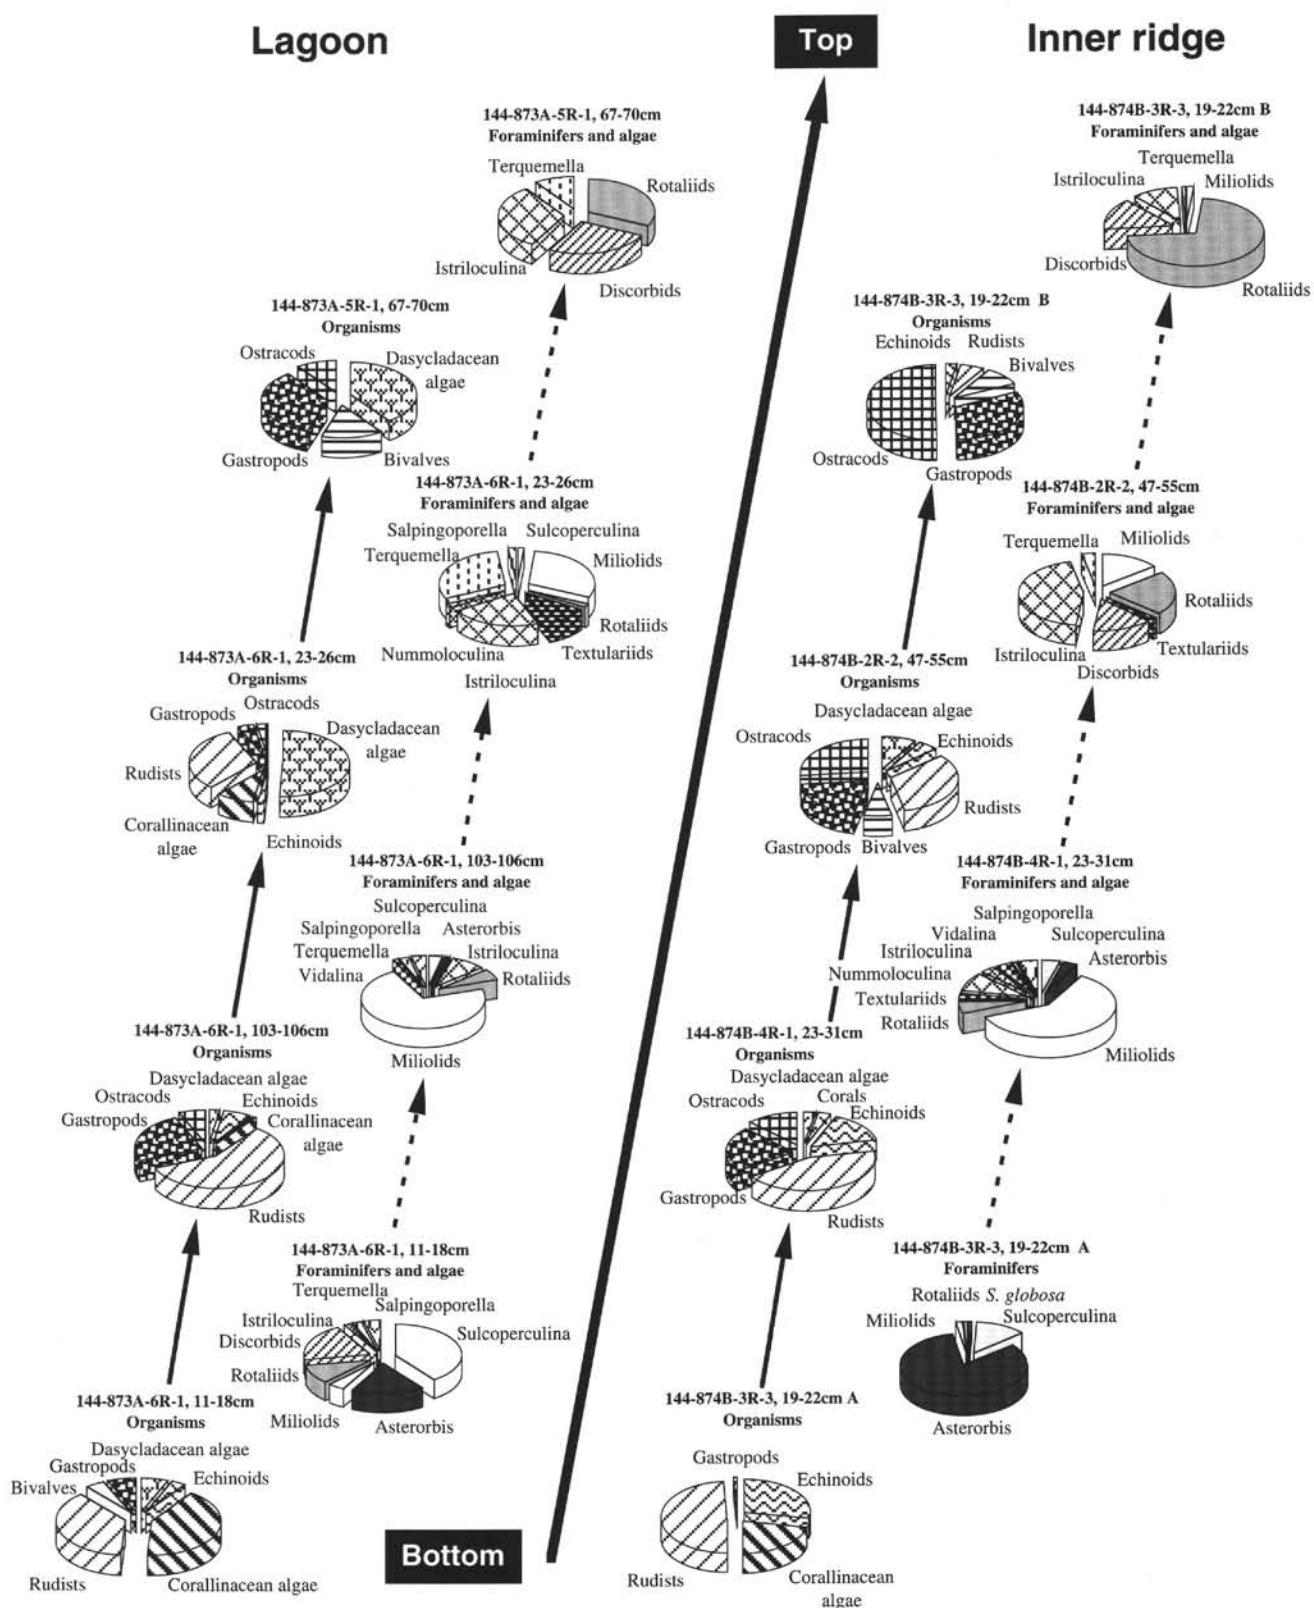 Lagoon
Top
Inner ridge
144-873A-5R-1, 67-70cm
Foraminifers and algae
Terquemella
Rotaliids
Istriloculina
Discorbids
144-874B-3R-3, 19-22cm B
Foraminifers and algae
Terquemella
Istriloculina
Miliolids
Discorbids
Rotaliids
144-873A-5R-1, 67-70cm
Organisms
Ostracods
Dasycladacean
algae
Gastropods
Bivalves
144-874B-3R-3, 19-22cm B
Organisms
Echinoids
Rudists
Bivalves
Ostracods
Gastropods
144-873A-6R-1, 23-26cm
Foraminifers and algae
Salpingoporella
Sulcoperculina
Terquemella
Miliolids
Rotaliids
Nummoloculina
Textulariids
Istriloculina
144-874B-2R-2, 47-55cm
Foraminifers and algae
Terquemella
Miliolids
Rotaliids
Textulariids
Istriloculina
Discorbids
144-873A-6R-1, 23-26cm
Organisms
Ostracods
Gastropods
Dasycladacean
algae
Rudists
Corallinacean
algae
Echinoids
144-874B-2R-2, 47-55cm
Organisms
Dasycladacean algae
Ostracods
Echinoids
Rudists
Gastropods
Bivalves
144-873A-6R-1, 103-106cm
Foraminifers and algae
Sulcoperculina
Salpingoporella
Asterorbis
Terquemella
Istriloculina
Vidalina
Rotaliids
Miliolids
144-874B-4R-1, 23-31cm
Foraminifers and algae
Salpingoporella
Vidalina
Sulcoperculina
Istriloculina
Asterorbis
Nummoloculina
Textulariids
Rotaliids
Miliolids
144-873A-6R-1, 103-106cm
Organisms
Dasycladacean algae
Ostracods
Echinoids
Gastropods
Corallinacean
algae
Rudists
144-874B-4R-1, 23-31cm
Organisms
Dasycladacean algae
Ostracods
Corals
Echinoids
Gastropods
Rudists
144-873A-6R-1, 11-18cm
Foraminifers and algae
Terquemella
Salpingoporella
Istriloculina
Sulcoperculina
Discorbids
Rotaliids
Miliolids
Asterorbis
144-874B-3R-3, 19-22cm A
Foraminifers
Rotaliids S. globosa
Miliolids
Sulcoperculina
Asterorbis
144-873A-6R-1, 11-18cm
Organisms
Dasycladacean algae
Gastropods
Echinoids
Bivalves
Rudists
Corallinacean algae
144-874B-3R-3, 19-22cm A
Organisms
Gastropods
Echinoids
Rudists
Corallinacean
algae
Bottom